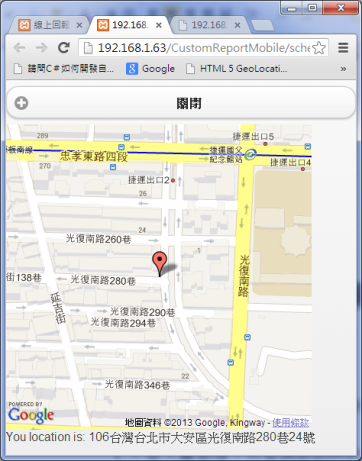 線上回報
192.168.
192.168.1
192.168.1.63/CustomReportMobile/sche
請問C#如何開發自...
Google
HTML 5 GeoLocati...
»
關閉
289
270
捷運出口5
板南線
忠孝東路四段
捷運國父
紀念館站
捷運出口4
捷運出口2
24
光復南路260巷
街138巷
光復南路280巷
光復南路
延吉街
光復南路290巷
光復南路294巷
光復南路346巷
POWERED BY
Google
地圖資料 ©2013 Google, Kingway - 使用條款
You location is: 106台灣台北市大安區光復南路280巷24號